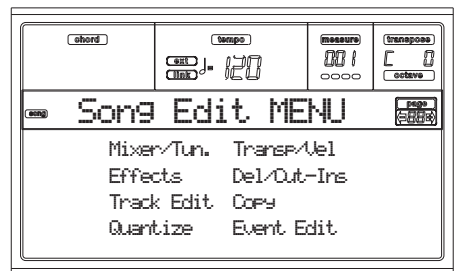 chord tempo measure transpose
ext ♩= 120 001 C 0
link octave
song Song Edit MENU page
Mixer/Tun. Transp/Vel
Effects Del/Cut-Ins
Track Edit Copy
Quantize Event Edit